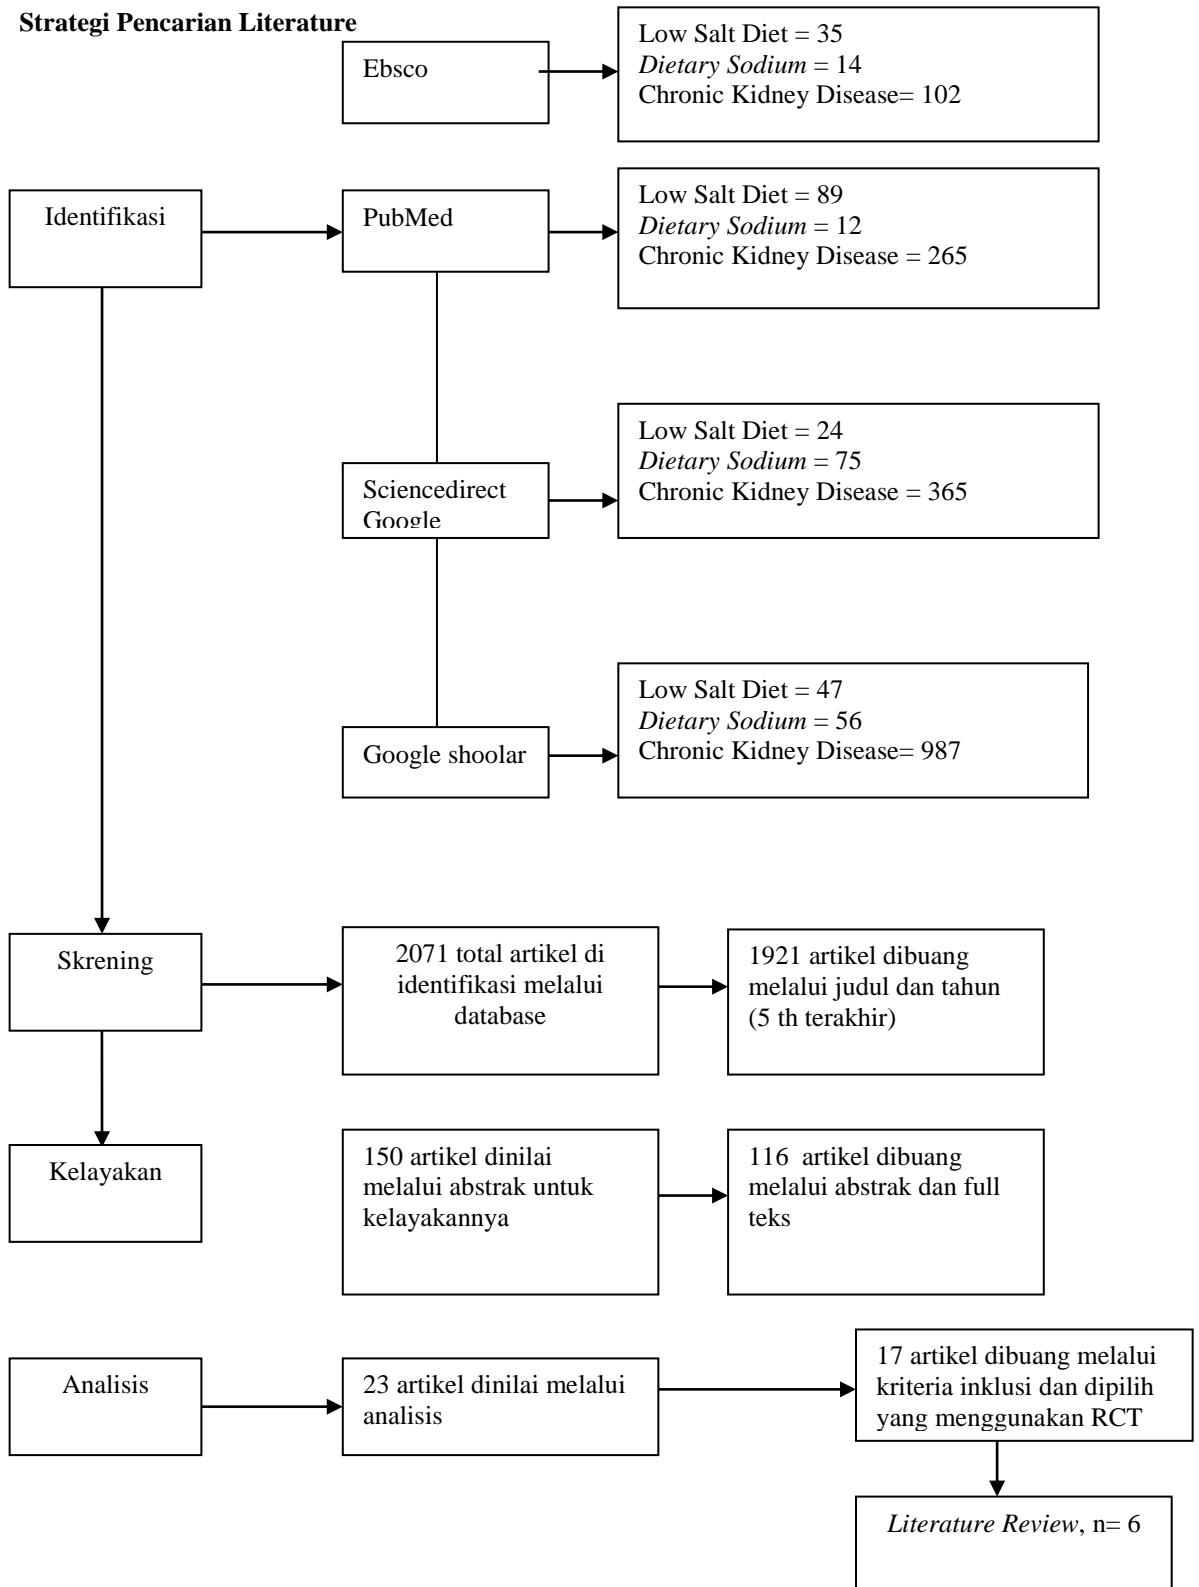 Strategi Pencarian Literature
Ebsco
Low Salt Diet = 35
Dietary Sodium = 14
Chronic Kidney Disease= 102
Identifikasi
PubMed
Low Salt Diet = 89
Dietary Sodium = 12
Chronic Kidney Disease = 265
Sciencedirect
Google
Low Salt Diet = 24
Dietary Sodium = 75
Chronic Kidney Disease = 365
Google shoolar
Low Salt Diet = 47
Dietary Sodium = 56
Chronic Kidney Disease= 987
Skrening
2071 total artikel di
identifikasi melalui
database
1921 artikel dibuang
melalui judul dan tahun
(5 th terakhir)
Kelayakan
150 artikel dinilai
melalui abstrak untuk
kelayakannya
116 artikel dibuang
melalui abstrak dan full
teks
Analisis
23 artikel dinilai melalui
analisis
17 artikel dibuang melalui
kriteria inklusi dan dipilih
yang menggunakan RCT
Literature Review, n= 6